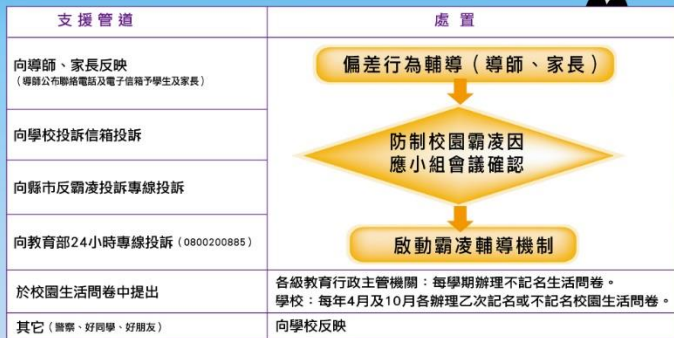 支援管道
處置
向導師、家長反映
（導師公布聯絡電話及電子信箱予學生及家長）
向學校投訴信箱投訴
向縣市反霸凌投訴專線投訴
向教育部24小時專線投訴（0800200885）
偏差行為輔導（導師、家長）
防制校園霸凌因
應小組會議確認
啟動霸凌輔導機制
於校園生活問卷中提出
各級教育行政主管機關：每學期辦理不記名生活問卷。
學校：每年4月及10月各辦理乙次記名或不記名校園生活問卷。
其它（警察、好同學、好朋友）
向學校反映